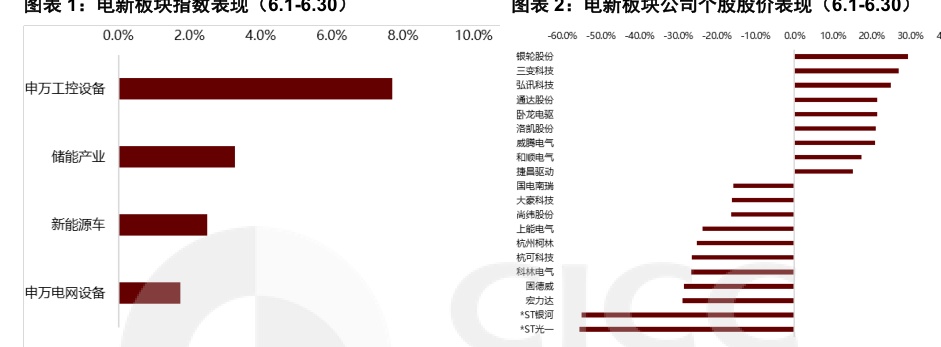 图表 1：电新板块指数表现（6.1-6.30）
0.0% 2.0% 4.0% 6.0% 8.0% 10.0%
申万工控设备
储能产业
新能源车
申万电网设备
图表 2：电新板块公司个股股价表现（6.1-6.30）
-60.0% -50.0% -40.0% -30.0% -20.0% -10.0% 0.0% 10.0% 20.0% 30.0%
银轮股份
三变科技
弘讯科技
通达股份
卧龙电驱
洛凯股份
威腾电气
和顺电气
捷昌驱动
国电南瑞
大豪科技
尚纬股份
上能电气
杭州柯林
杭可科技
科林电气
固德威
宏力达
*ST银河
*ST光一
CICC